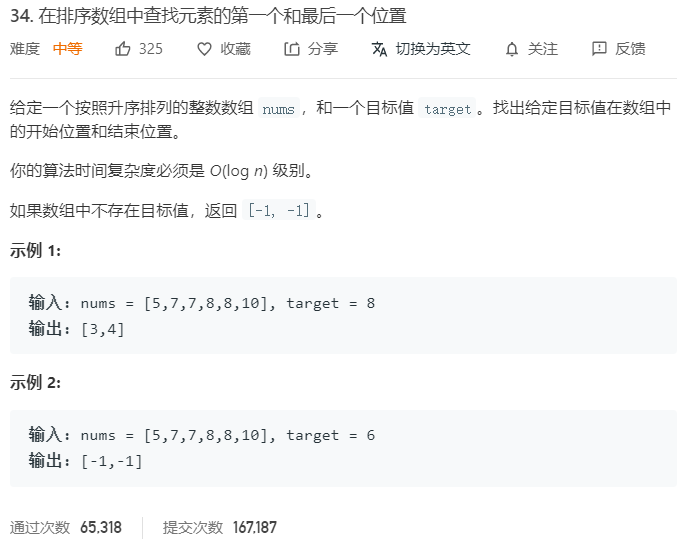 34. 在排序数组中查找元素的第一个和最后一个位置
难度 中等 325 收藏 分享 切换为英文 关注 反馈
给定一个按照升序排列的整数数组 nums，和一个目标值 target。找出给定目标值在数组中
的开始位置和结束位置。
你的算法时间复杂度必须是 O(log n) 级别。
如果数组中不存在目标值，返回 [-1, -1]。
示例 1:
输入: nums = [5,7,7,8,8,10], target = 8
输出: [3,4]
示例 2:
输入: nums = [5,7,7,8,8,10], target = 6
输出: [-1,-1]
通过次数 65,318 提交次数 167,187